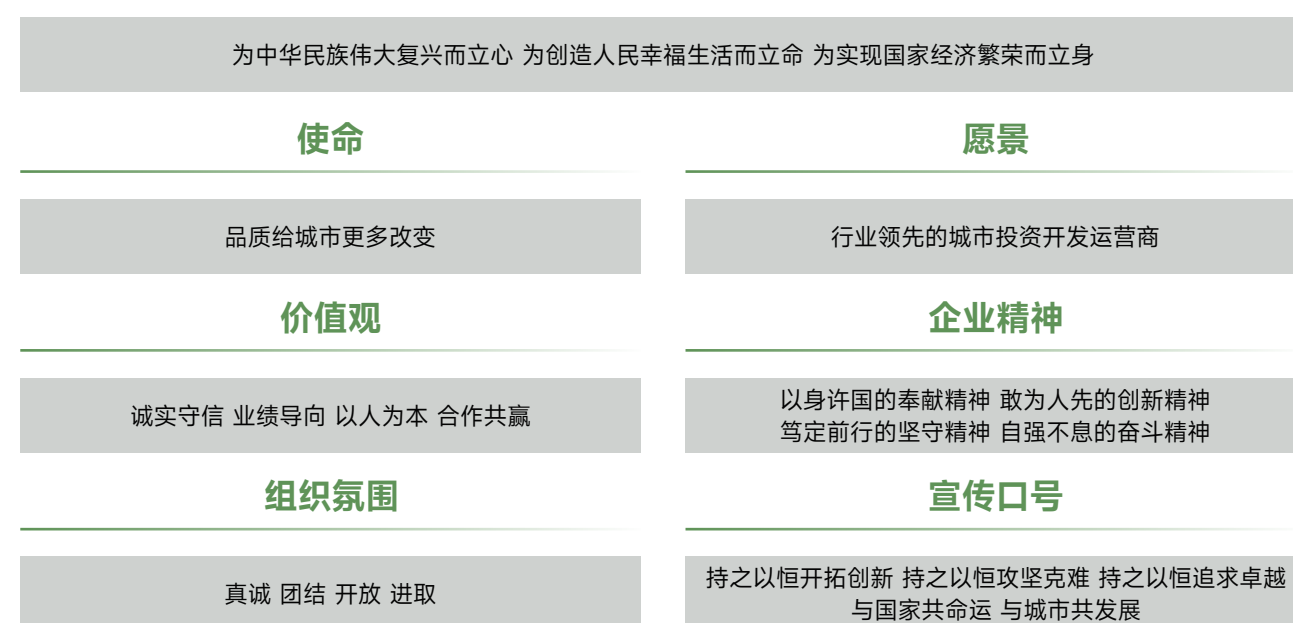 为中华民族伟大复兴而立心 为创造人民幸福生活而立命 为实现国家经济繁荣而立身
使命
愿景
品质给城市更多改变
行业领先的城市投资开发运营商
价值观
企业精神
诚实守信 业绩导向 以人为本 合作共赢
以身许国的奉献精神 敢为人先的创新精神
笃定前行的坚守精神 自强不息的奋斗精神
组织氛围
宣传口号
真诚 团结 开放 进取
持之以恒开拓创新 持之以恒攻坚克难 持之以恒追求卓越
与国家共命运 与城市共发展